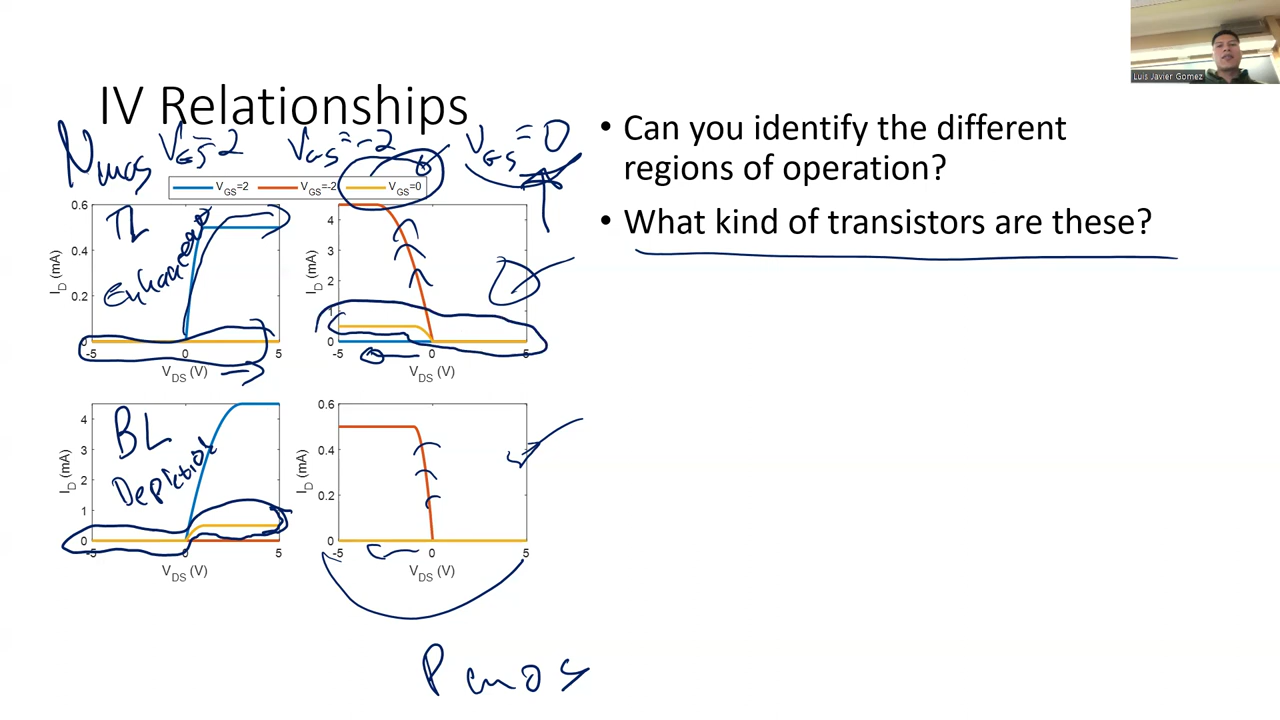 Luis Javier Gomez
IV Relationships
Nmos VGS=2 VGS=-2 VGS=0
VGS=2 VGS=-2 VGS=0
TL
Enhance
ID (mA)
0.6
0.4
0.2
0
-5 0 5
VDS (V)
ID (mA)
4
3
2
1
0
-5 0 5
VDS (V)
BL
Depiction
ID (mA)
4
3
2
1
0
-5 0 5
VDS (V)
ID (mA)
0.6
0.4
0.2
0
-5 0 5
VDS (V)
Pmos
• Can you identify the different
regions of operation?
• What kind of transistors are these?